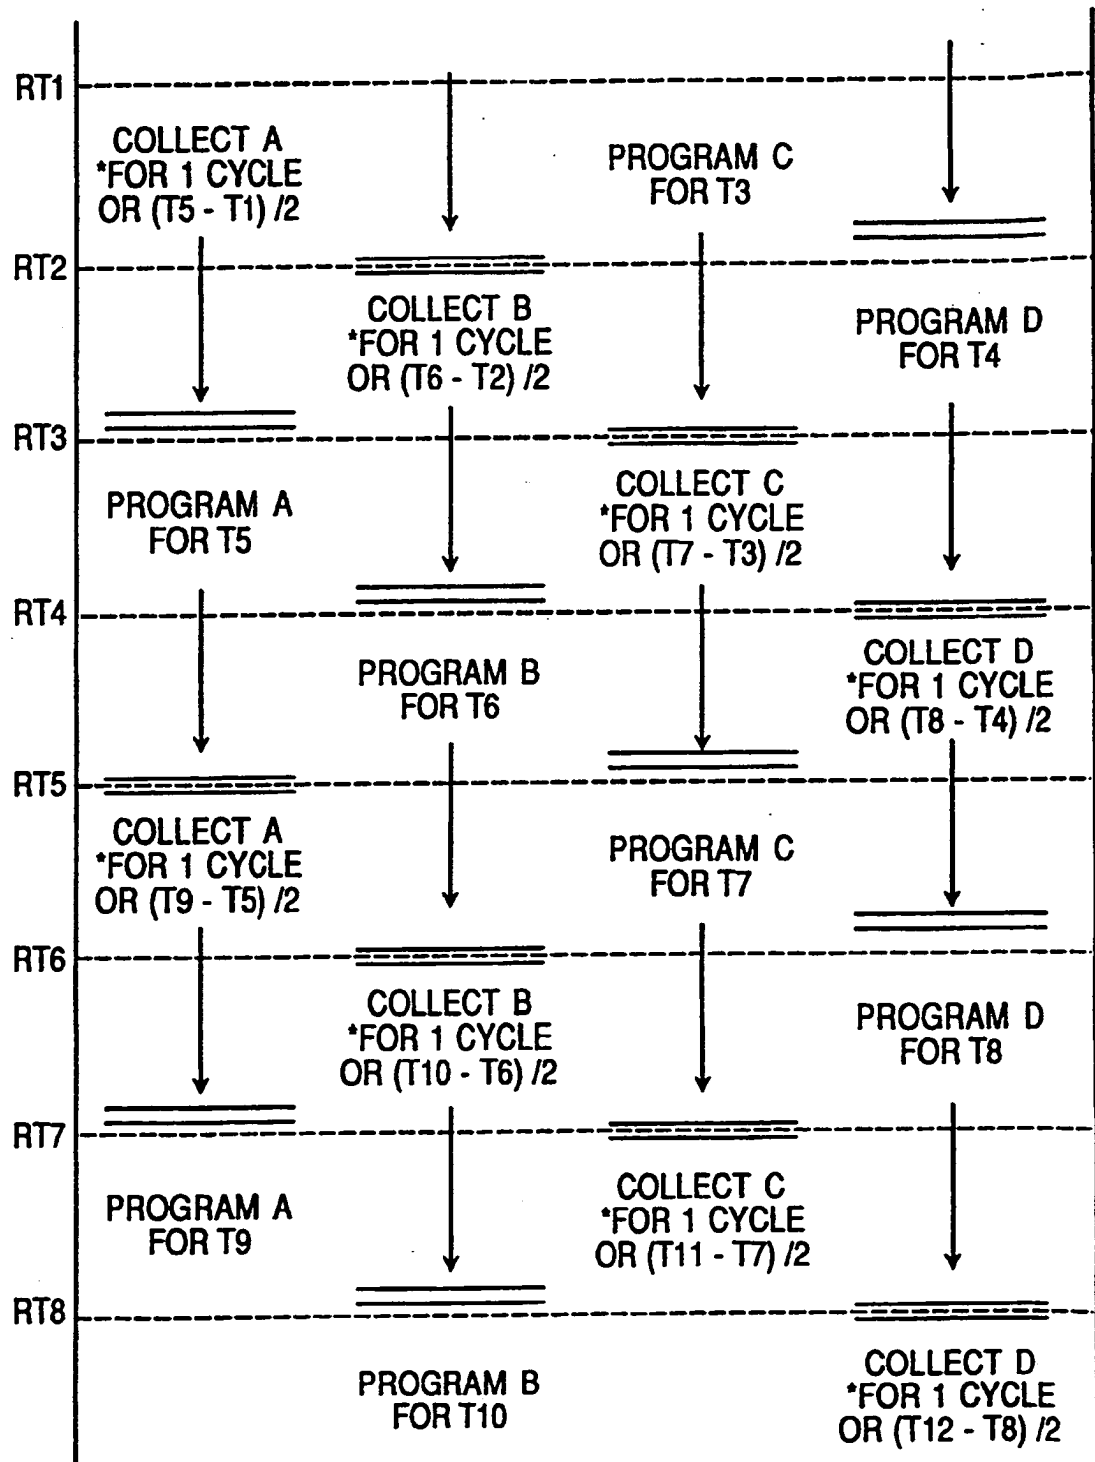 RT1
COLLECT A
*FOR 1 CYCLE
OR (T5 - T1) /2
PROGRAM C
FOR T3
RT2
COLLECT B
*FOR 1 CYCLE
OR (T6 - T2) /2
PROGRAM D
FOR T4
RT3
PROGRAM A
FOR T5
COLLECT C
*FOR 1 CYCLE
OR (T7 - T3) /2
RT4
PROGRAM B
FOR T6
COLLECT D
*FOR 1 CYCLE
OR (T8 - T4) /2
RT5
COLLECT A
*FOR 1 CYCLE
OR (T9 - T5) /2
PROGRAM C
FOR T7
RT6
COLLECT B
*FOR 1 CYCLE
OR (T10 - T6) /2
PROGRAM D
FOR T8
RT7
PROGRAM A
FOR T9
COLLECT C
*FOR 1 CYCLE
OR (T11 - T7) /2
RT8
PROGRAM B
FOR T10
COLLECT D
*FOR 1 CYCLE
OR (T12 - T8) /2